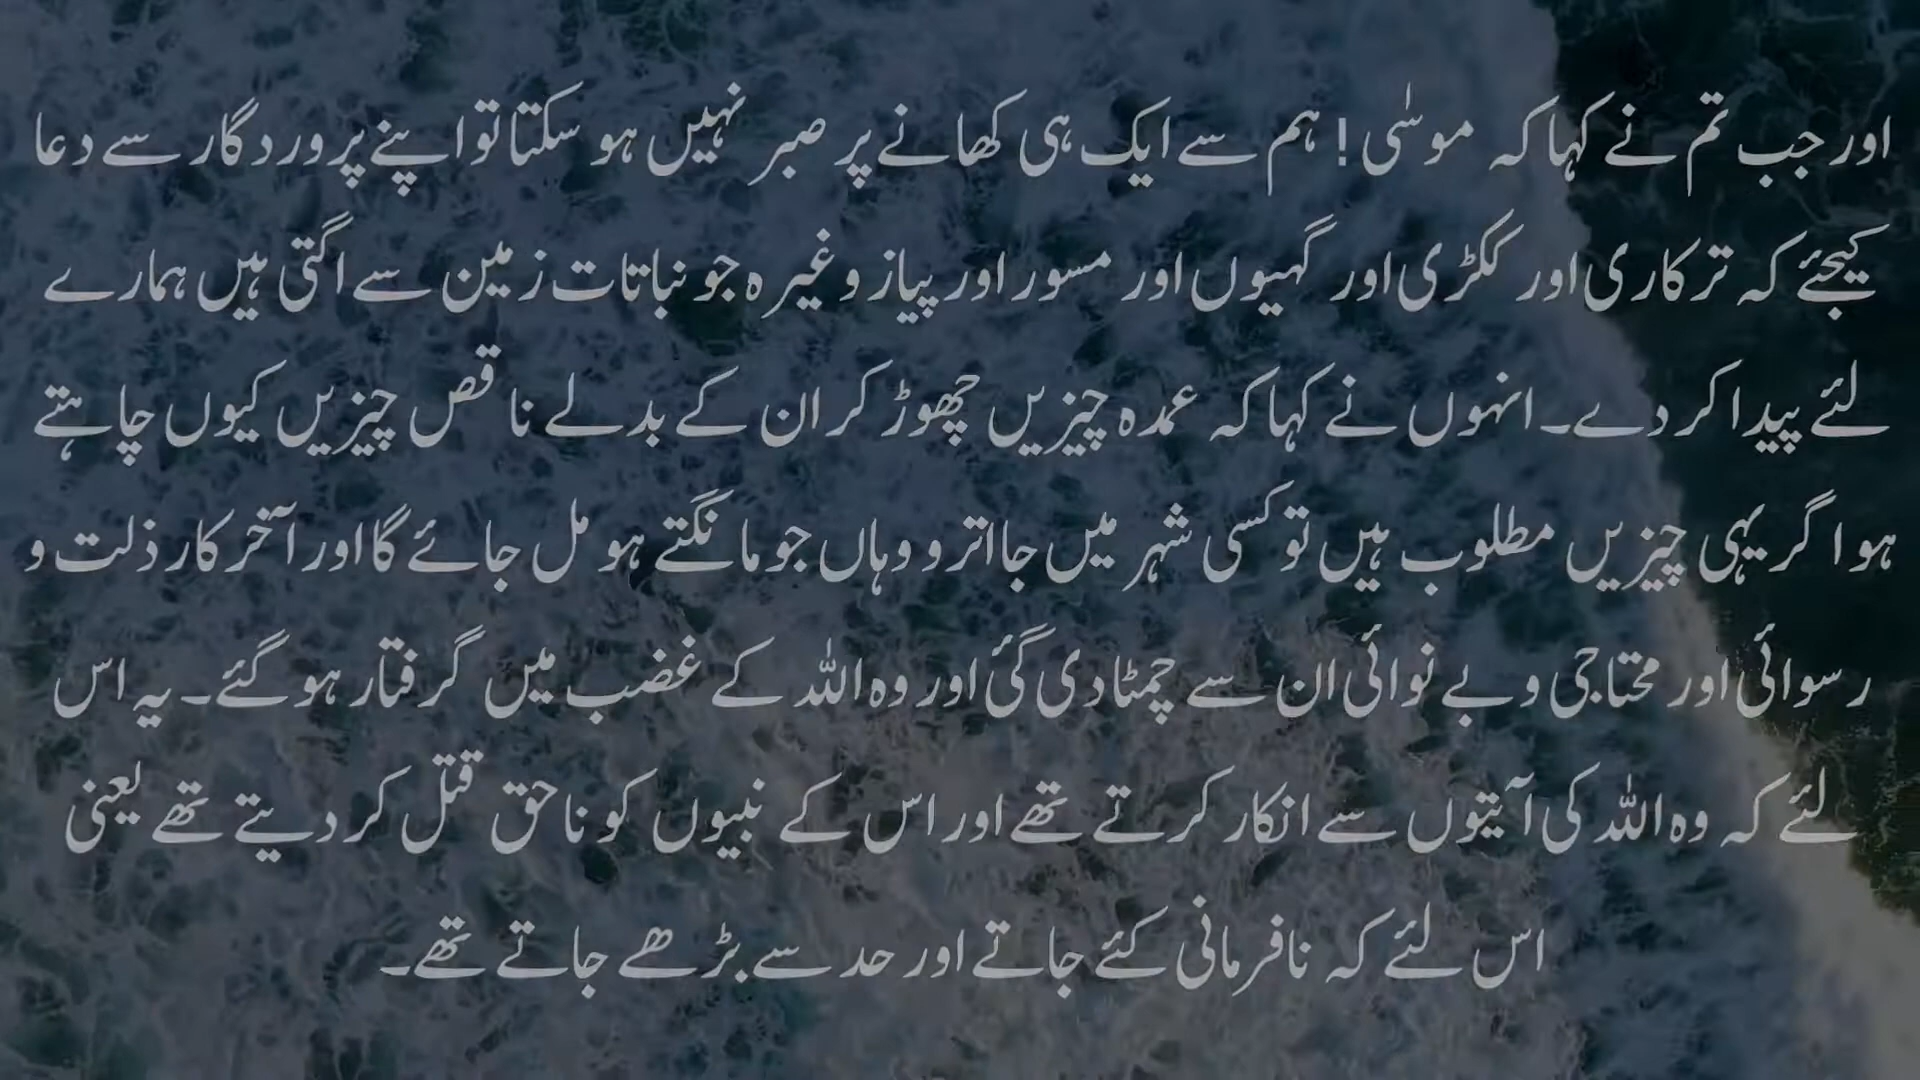 اور جب تم نے کہا کہ موسٰی! ہم سے ایک ہی کھانے پر صبر نہیں ہو سکتا تو اپنے پروردگار سے دعا
کیجئے کہ ترکاری اور ککڑی اور گہیوں اور مسور اور پیاز وغیرہ جو نباتات زمین سے اگتی ہیں ہمارے
لئے پیدا کر دے۔ انہوں نے کہا کہ عمدہ چیزیں چھوڑ کر ان کے بدلے ناقص چیزیں کیوں چاہتے
ہو اگر یہی چیزیں مطلوب ہیں تو کسی شہر میں جا اترو وہاں جو مانگتے ہو مل جائے گا اور آخرکار ذلت و
رسوائی اور محتاجی و بے نوائی ان سے چمٹا دی گئی اور وہ اللہ کے غضب میں گرفتار ہو گئے۔ یہ اس
لئے کہ وہ اللہ کی آیتوں سے انکار کرتے تھے اور اس کے نبیوں کو ناحق قتل کر دیتے تھے یعنی
اس لئے کہ نافرمانی کئے جاتے اور حد سے بڑھے جاتے تھے۔